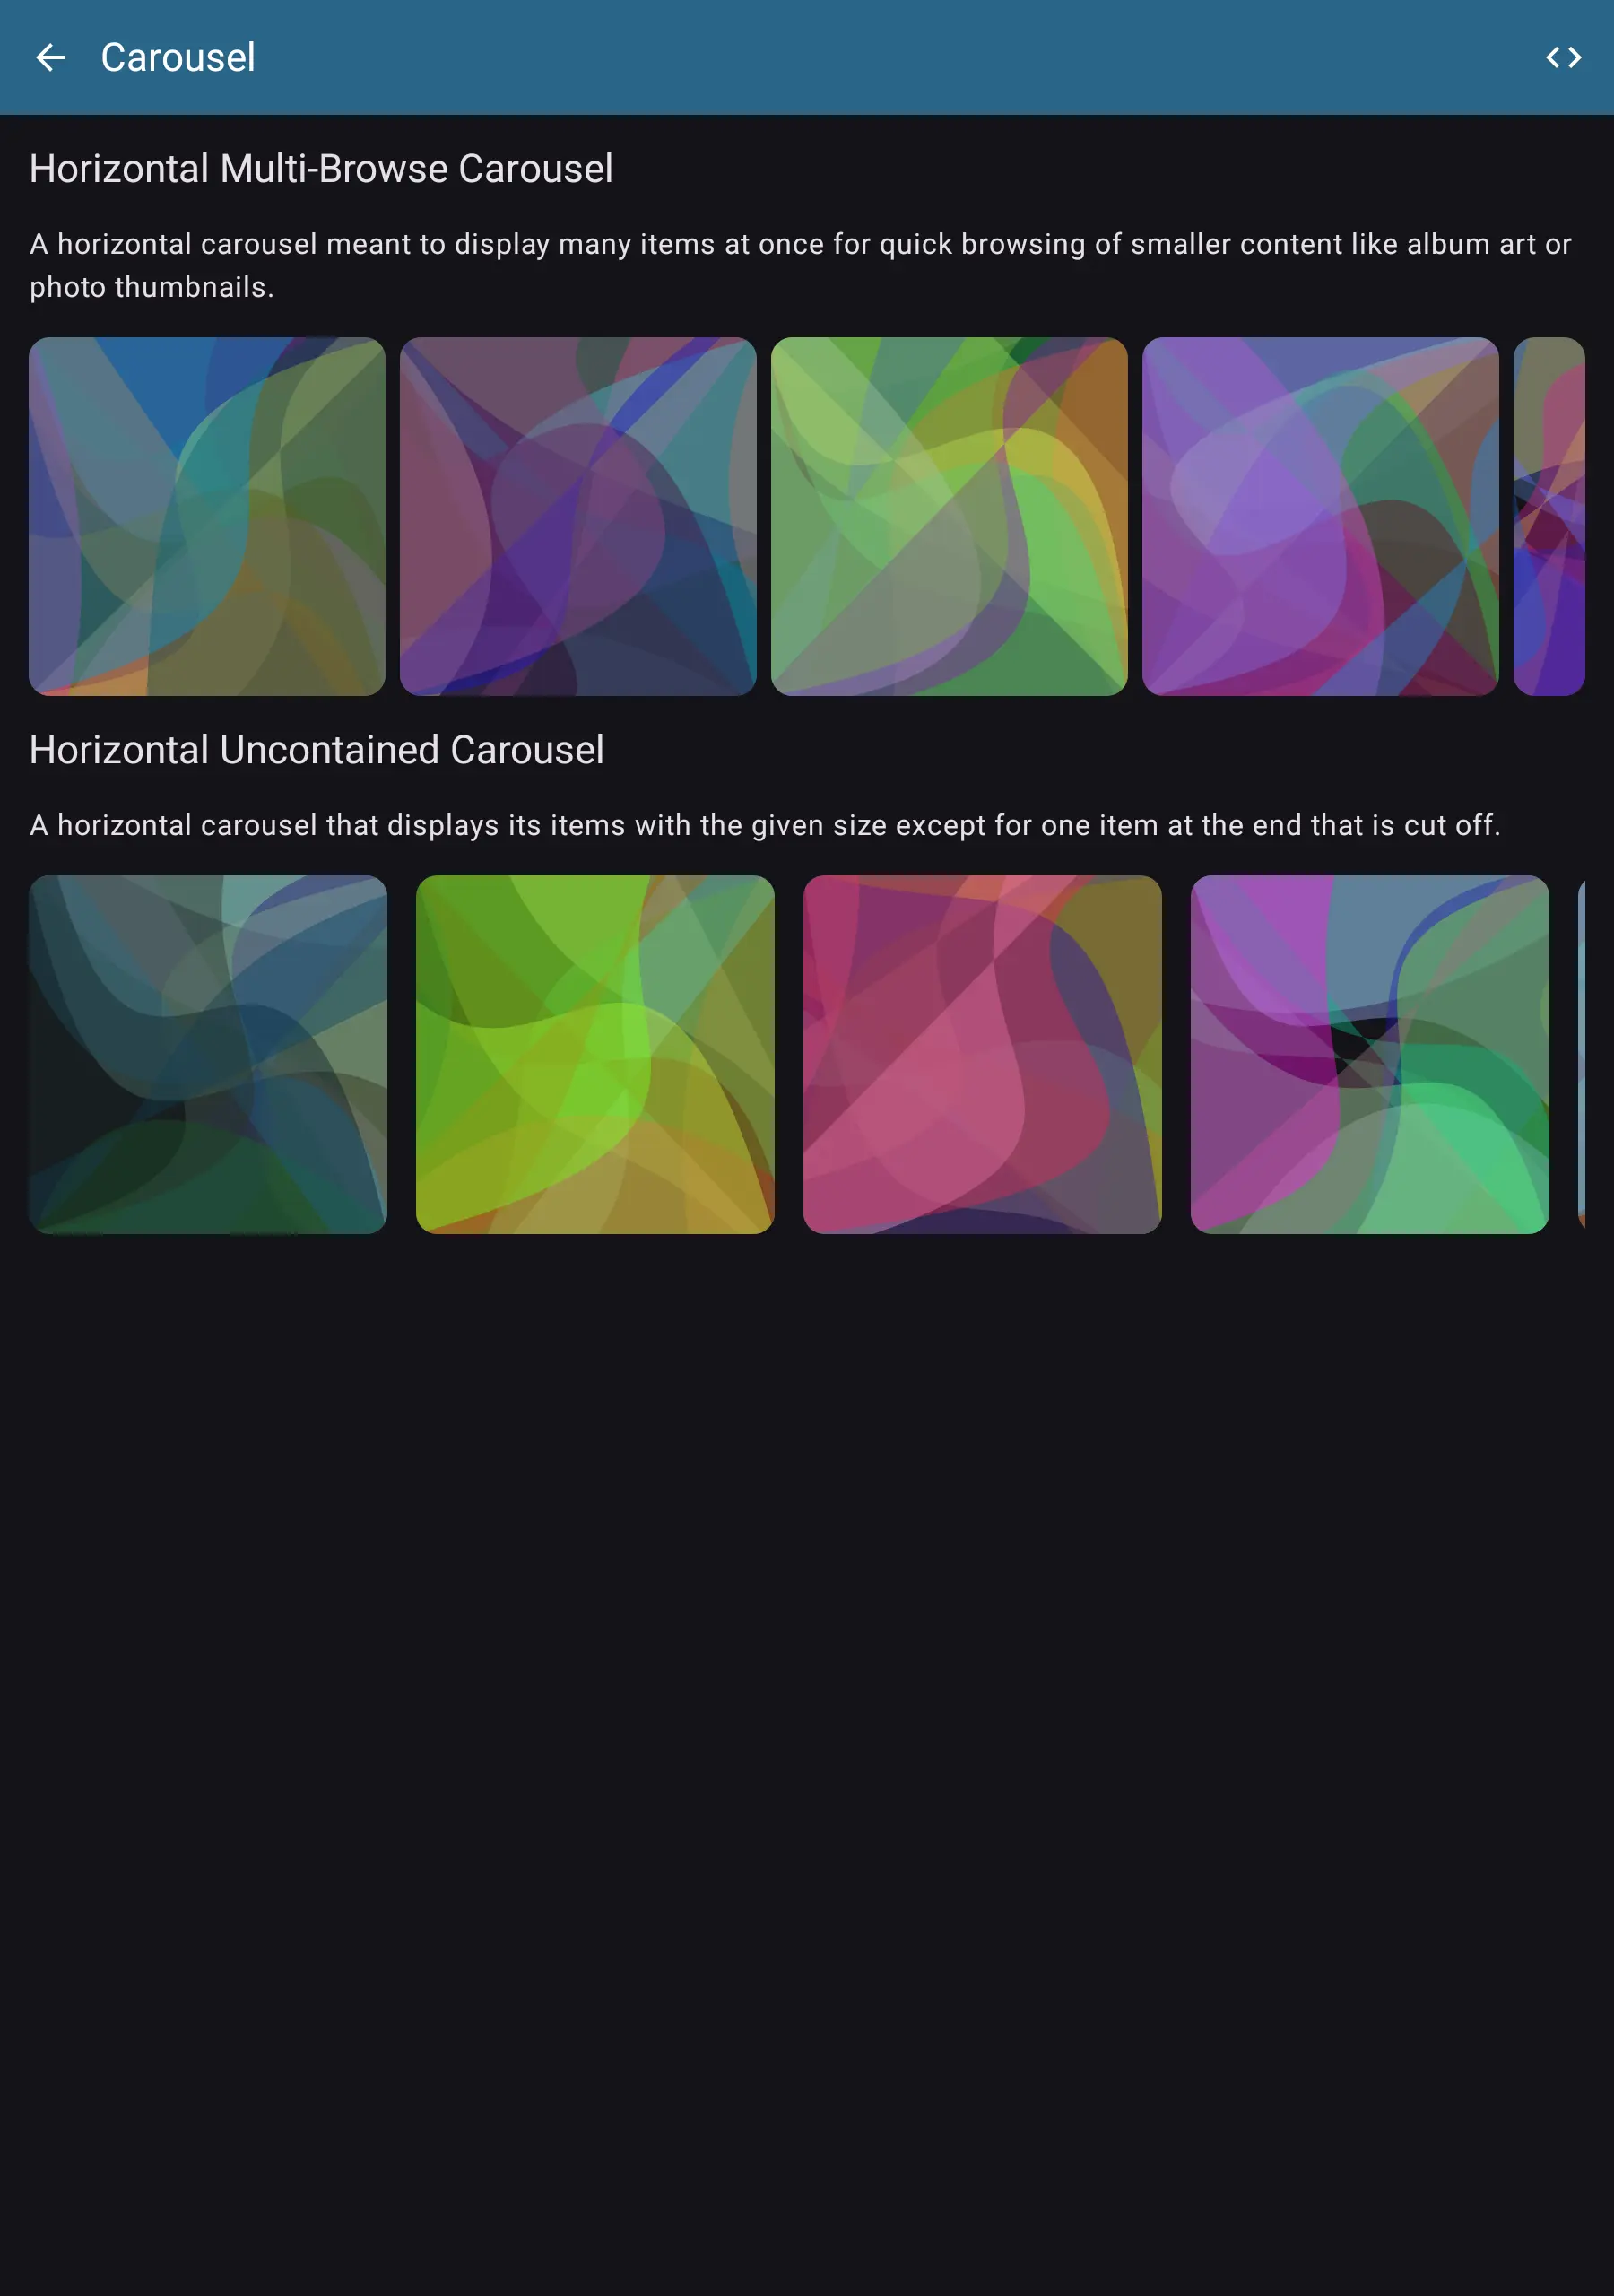 Carousel
Horizontal Multi-Browse Carousel
A horizontal carousel meant to display many items at once for quick browsing of smaller content like album art or
photo thumbnails.
Horizontal Uncontained Carousel
A horizontal carousel that displays its items with the given size except for one item at the end that is cut off.